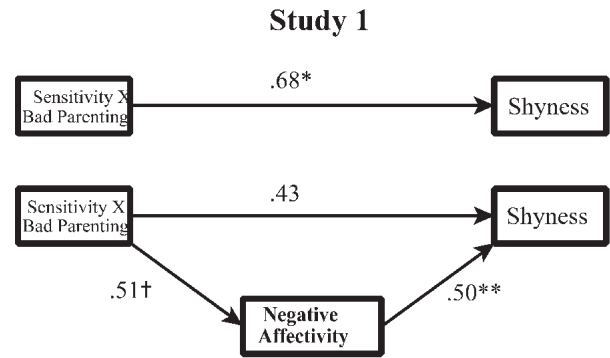 Study 1
.68*
Sensitivity X
Bad Parenting
Shyness
.43
Sensitivity X
Bad Parenting
Shyness
.51†
.50**
Negative
Affectivity